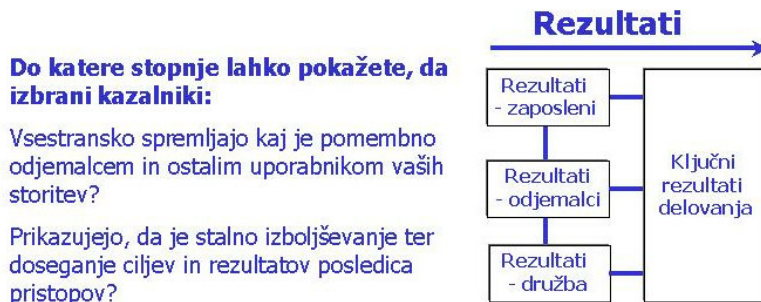 Rezultati
Do katere stopnje lahko pokažete, da
izbrani kazalniki:
Vsestransko spremljajo kaj je pomembno
odjemalcem in ostalim uporabnikom vaših
storitev?
Prikazujejo, da je stalno izboljševanje ter
doseganje ciljev in rezultatov posledica
pristopov?
Rezultati
- zaposleni
Rezultati
- odjemalci
Rezultati
- družba
Ključni
rezultati
delovanja